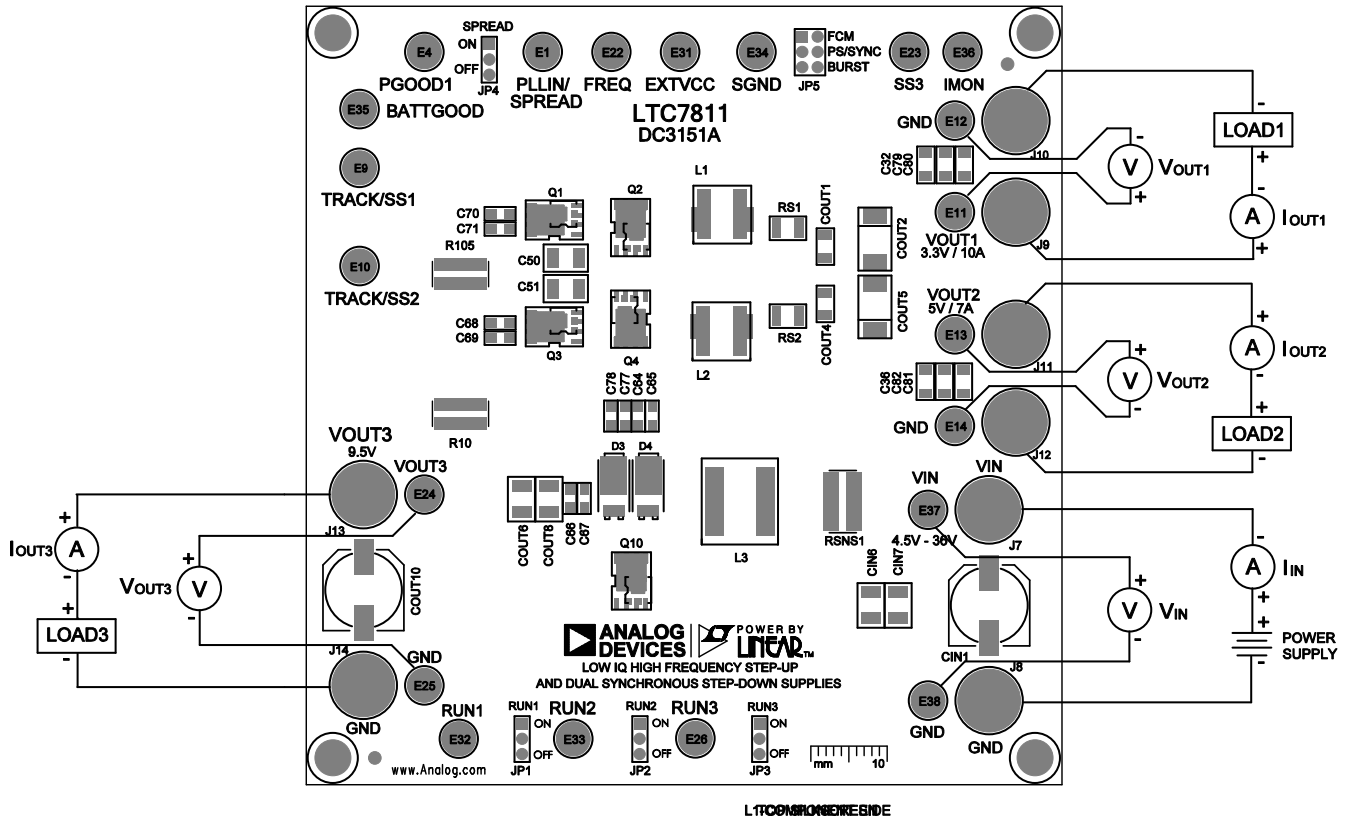 SPREAD
ON
OFF
JP4
E4
PGOOD1
E1
PLLIN/
SPREAD
E22
FREQ
E31
EXTVCC
E34
SGND
FCM
PS/SYNC
BURST
JP5
E23
SS3
E36
IMON
E35
BATTGOOD
LTC7811
DC3151A
E9
TRACK/SS1
E10
TRACK/SS2
GND
E12
J10
C32
C79
C80
E11
VOUT1
3.3V / 10A
J9
-
V
+
VOUT1
-
LOAD1
+
-
A
+
IOUT1
C70
C71
Q1
Q2
L1
RS1
COUT1
COUT2
R105
C50
C51
C68
C69
Q3
Q4
L2
RS2
COUT4
COUT5
VOUT2
5V / 7A
E13
J11
C36
C82
C81
GND
E14
J12
+
V
-
VOUT2
+
A
-
IOUT2
+
LOAD2
-
R10
C78
C77
C64
C65
D3
D4
COUT6
COUT8
C66
C67
L3
RSNS1
Q10
CIN6
CIN7
VOUT3
9.5V
VOUT3
E24
J13
COUT10
J14
GND
E25
GND
+
A
-
IOUT3
+
LOAD3
-
+
V
-
VOUT3
VIN
E37
4.5V - 36V
VIN
J7
CIN1
J8
E38
GND
GND
+
V
-
VIN
+
A
-
IIN
+
+
-
POWER
SUPPLY
ANALOG
DEVICES
POWER BY
LINEAR™
LOW IQ HIGH FREQUENCY STEP-UP
AND DUAL SYNCHRONOUS STEP-DOWN SUPPLIES
RUN1
E32
RUN1
ON
OFF
JP1
RUN2
E33
RUN2
ON
OFF
JP2
RUN3
E26
RUN3
ON
OFF
JP3
mm 10
www.Analog.com